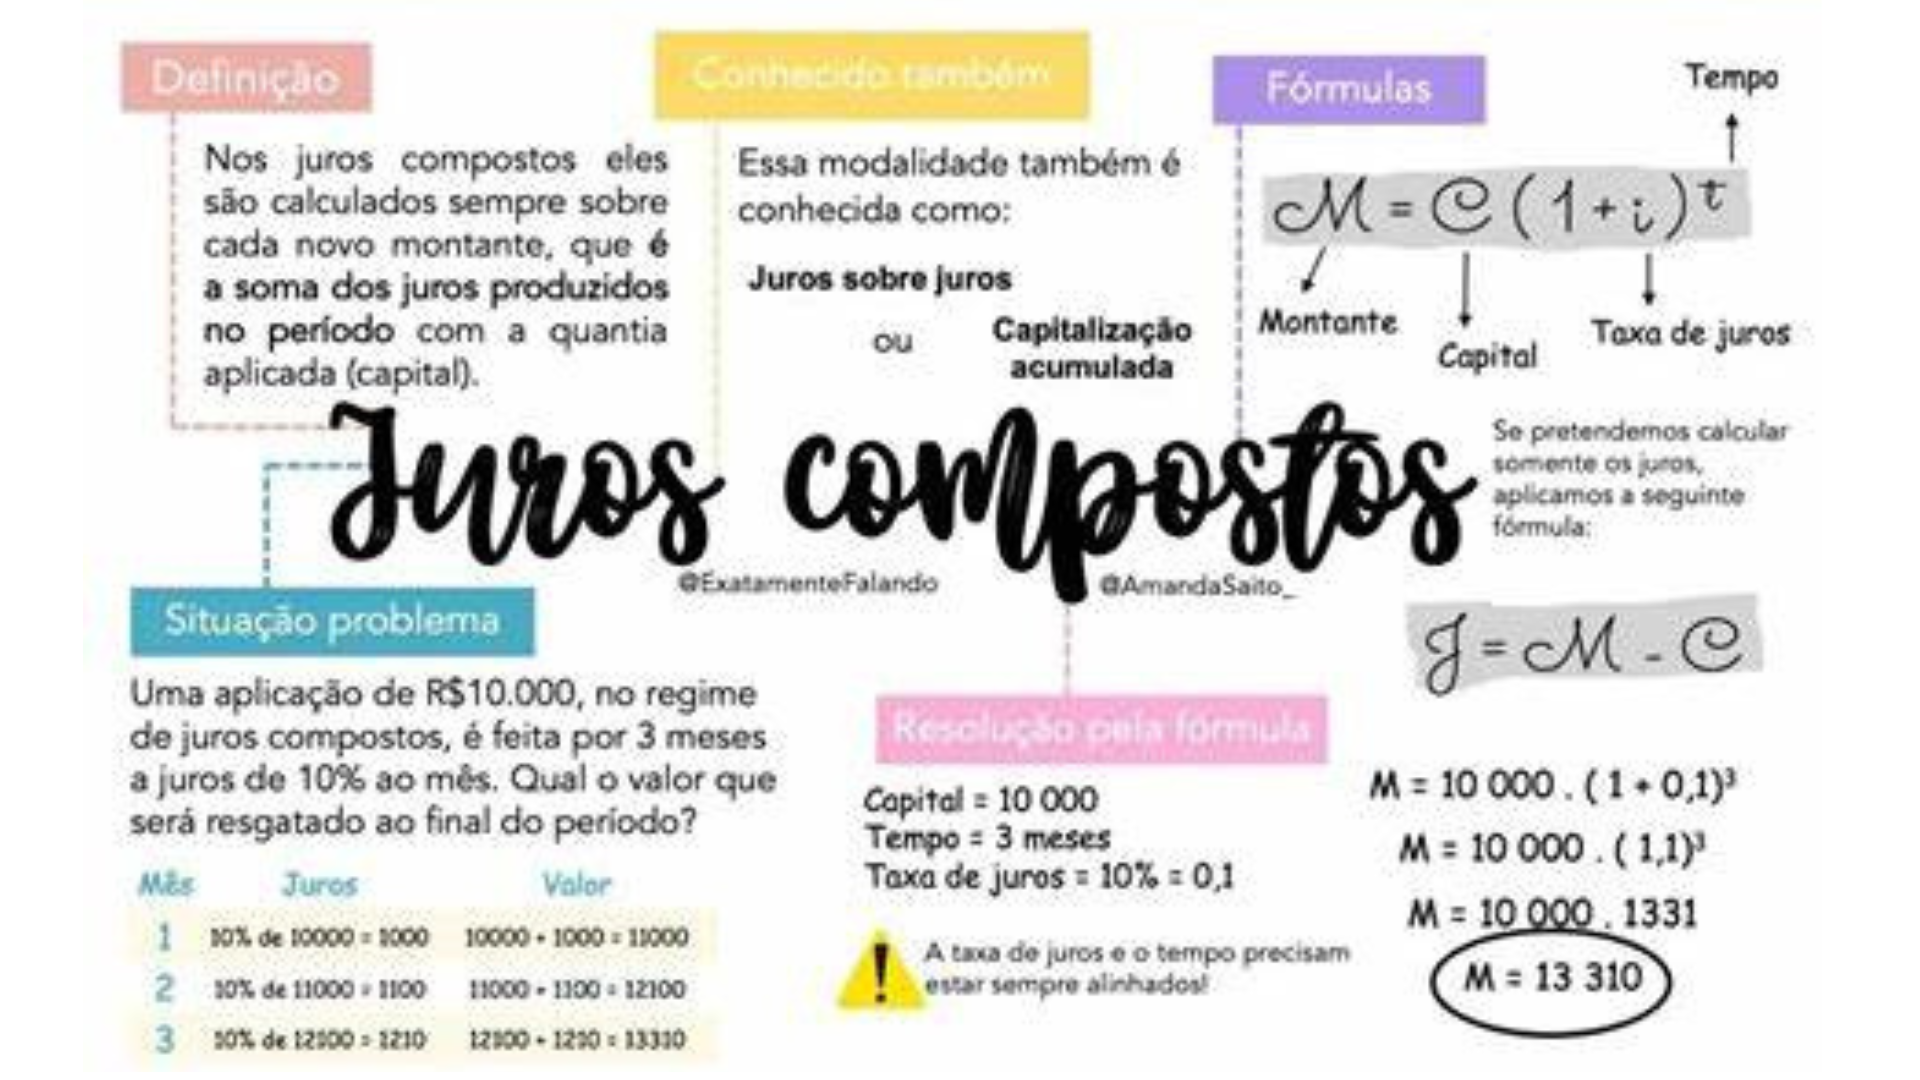 Definição
Nos juros compostos eles
são calculados sempre sobre
cada novo montante, que é
a soma dos juros produzidos
no período com a quantia
aplicada (capital).
Conhecido também
Essa modalidade também é
conhecida como:
Juros sobre juros
ou
Capitalização
acumulada
Fórmulas
Tempo
M = C (1 + i)^t
Montante
Capital
Taxa de juros
Se pretendemos calcular
somente os juros,
aplicamos a seguinte
fórmula:
J = M - C
Juros compostos
@ExatamenteFalando
@AmandaSaito_
Situação problema
Uma aplicação de R$10.000, no regime
de juros compostos, é feita por 3 meses
a juros de 10% ao mês. Qual o valor que
será resgatado ao final do período?
Mês Juros Valor
1 10% de 10000 = 1000 10000 + 1000 = 11000
2 10% de 11000 = 1100 11000 + 1100 = 12100
3 10% de 12100 = 1210 12100 + 1210 = 13310
Resolução pela fórmula
Capital = 10 000
Tempo = 3 meses
Taxa de juros = 10% = 0,1
A taxa de juros e o tempo precisam
estar sempre alinhados!
M = 10 000 . ( 1 + 0,1)³
M = 10 000 . ( 1,1)³
M = 10 000 . 1331
M = 13 310